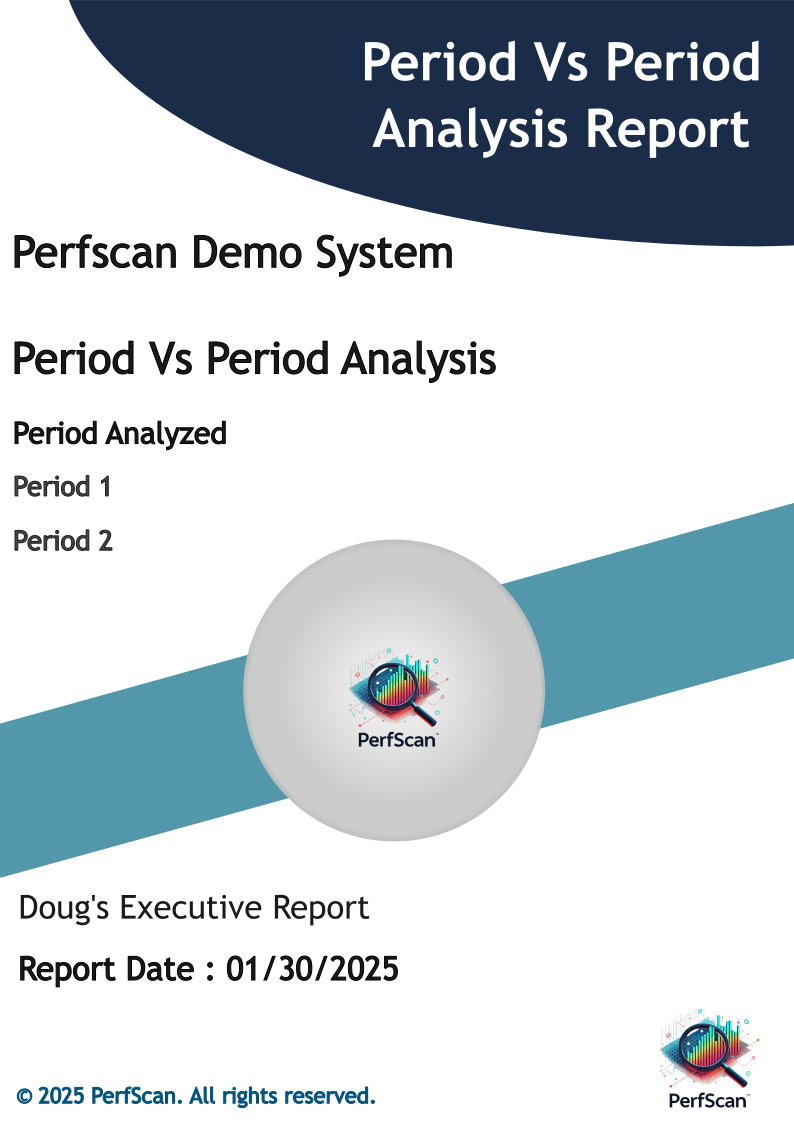 Period Vs Period
Analysis Report
Perfscan Demo System
Period Vs Period Analysis
Period Analyzed
Period 1
Period 2
PerfScan™
Doug's Executive Report
Report Date : 01/30/2025
PerfScan™
© 2025 PerfScan. All rights reserved.